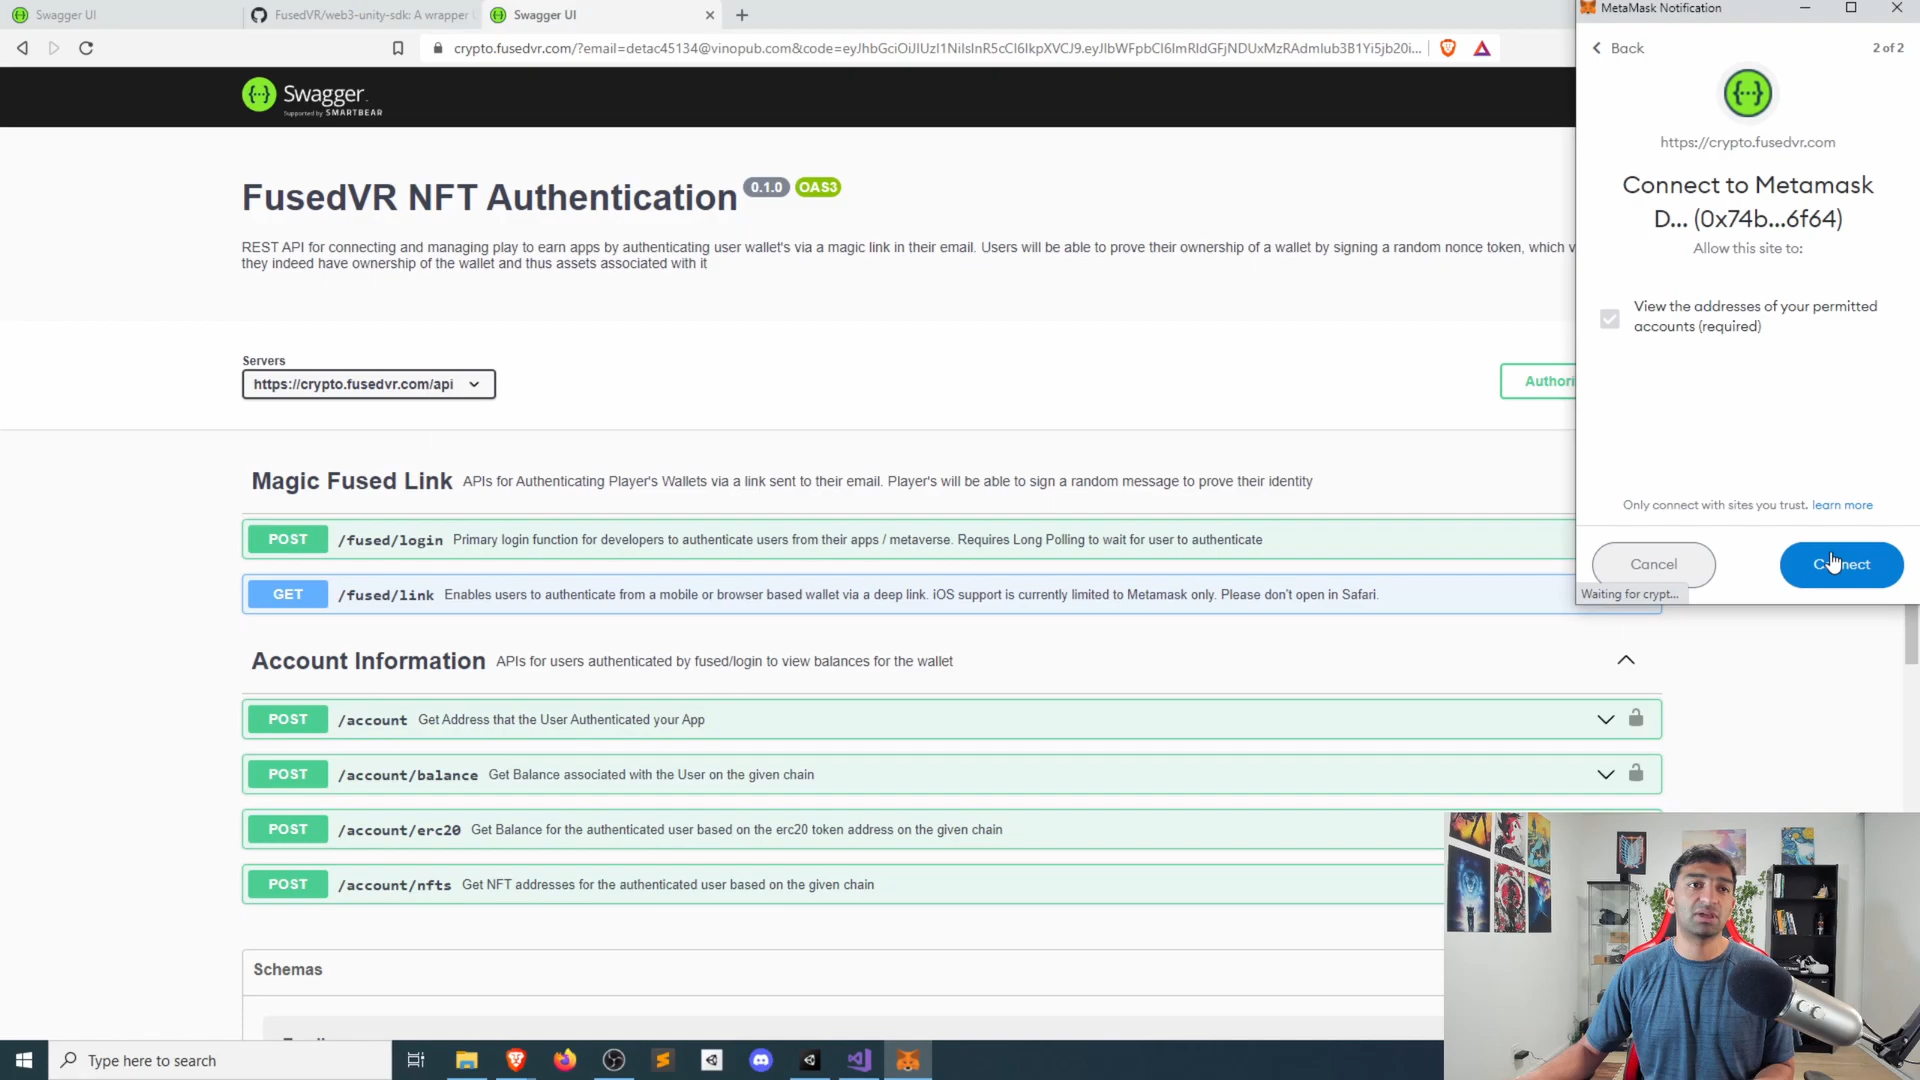 Swagger UI
FusedVR/web3-unity-sdk: A wrapper
Swagger UI
crypto.fusedvr.com/?email=detac45134@vinopub.com&code=eyJhbGciOiJIUzI1NiIsInR5cCI6IkpXVCJ9.eyJlbWFpbCI6ImRldGFjNDUxMzRAdmlub3B1Yi5jb20i...
Swagger.
Supported by SMARTBEAR
FusedVR NFT Authentication 0.1.0 OAS3
REST API for connecting and managing play to earn apps by authenticating user wallet's via a magic link in their email. Users will be able to prove their ownership of a wallet by signing a random nonce token, which v
they indeed have ownership of the wallet and thus assets associated with it
Servers
https://crypto.fusedvr.com/api
Authori
Magic Fused Link APIs for Authenticating Player's Wallets via a link sent to their email. Player's will be able to sign a random message to prove their identity
POST /fused/login Primary login function for developers to authenticate users from their apps / metaverse. Requires Long Polling to wait for user to authenticate
GET /fused/link Enables users to authenticate from a mobile or browser based wallet via a deep link. iOS support is currently limited to Metamask only. Please don't open in Safari.
Account Information APIs for users authenticated by fused/login to view balances for the wallet
POST /account Get Address that the User Authenticated your App
POST /account/balance Get Balance associated with the User on the given chain
POST /account/erc20 Get Balance for the authenticated user based on the erc20 token address on the given chain
POST /account/nfts Get NFT addresses for the authenticated user based on the given chain
Schemas
MetaMask Notification
Back
2 of 2
https://crypto.fusedvr.com
Connect to Metamask
D... (0x74b...6f64)
Allow this site to:
View the addresses of your permitted
accounts (required)
Only connect with sites you trust. learn more
Cancel
Connect
Waiting for crypt...
Type here to search